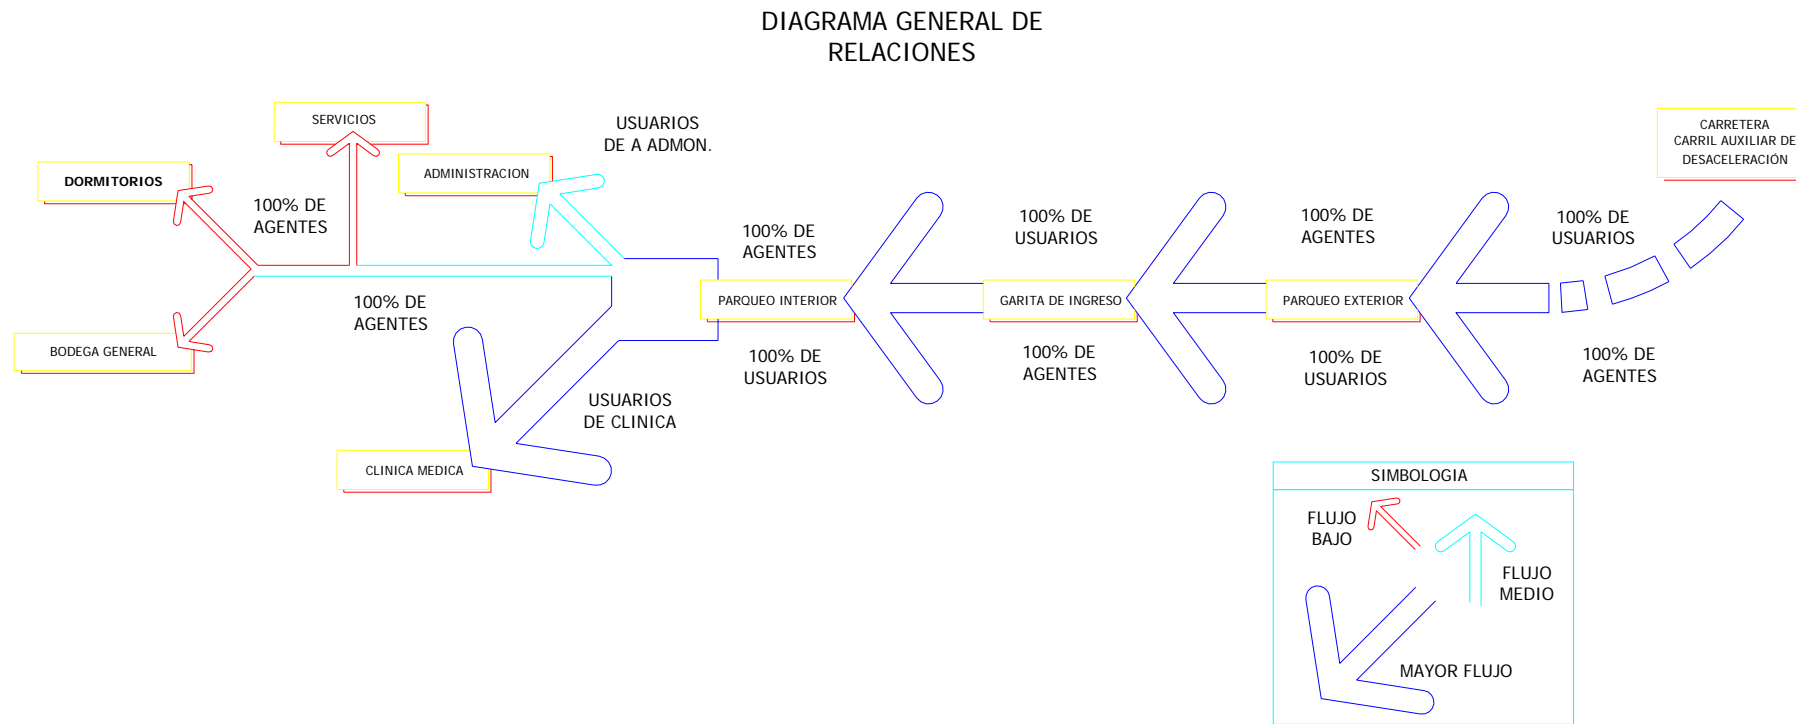 DIAGRAMA GENERAL DE
RELACIONES
SERVICIOS
USUARIOS
DE A ADMON.
CARRETERA
CARRIL AUXILIAR DE
DESACELERACIÓN
DORMITORIOS
ADMINISTRACION
100% DE
AGENTES
100% DE
AGENTES
100% DE
USUARIOS
100% DE
AGENTES
100% DE
USUARIOS
PARQUEO INTERIOR
GARITA DE INGRESO
PARQUEO EXTERIOR
100% DE
AGENTES
BODEGA GENERAL
100% DE
USUARIOS
100% DE
AGENTES
100% DE
USUARIOS
100% DE
AGENTES
USUARIOS
DE CLINICA
CLINICA MEDICA
SIMBOLOGIA
FLUJO
BAJO
FLUJO
MEDIO
MAYOR FLUJO